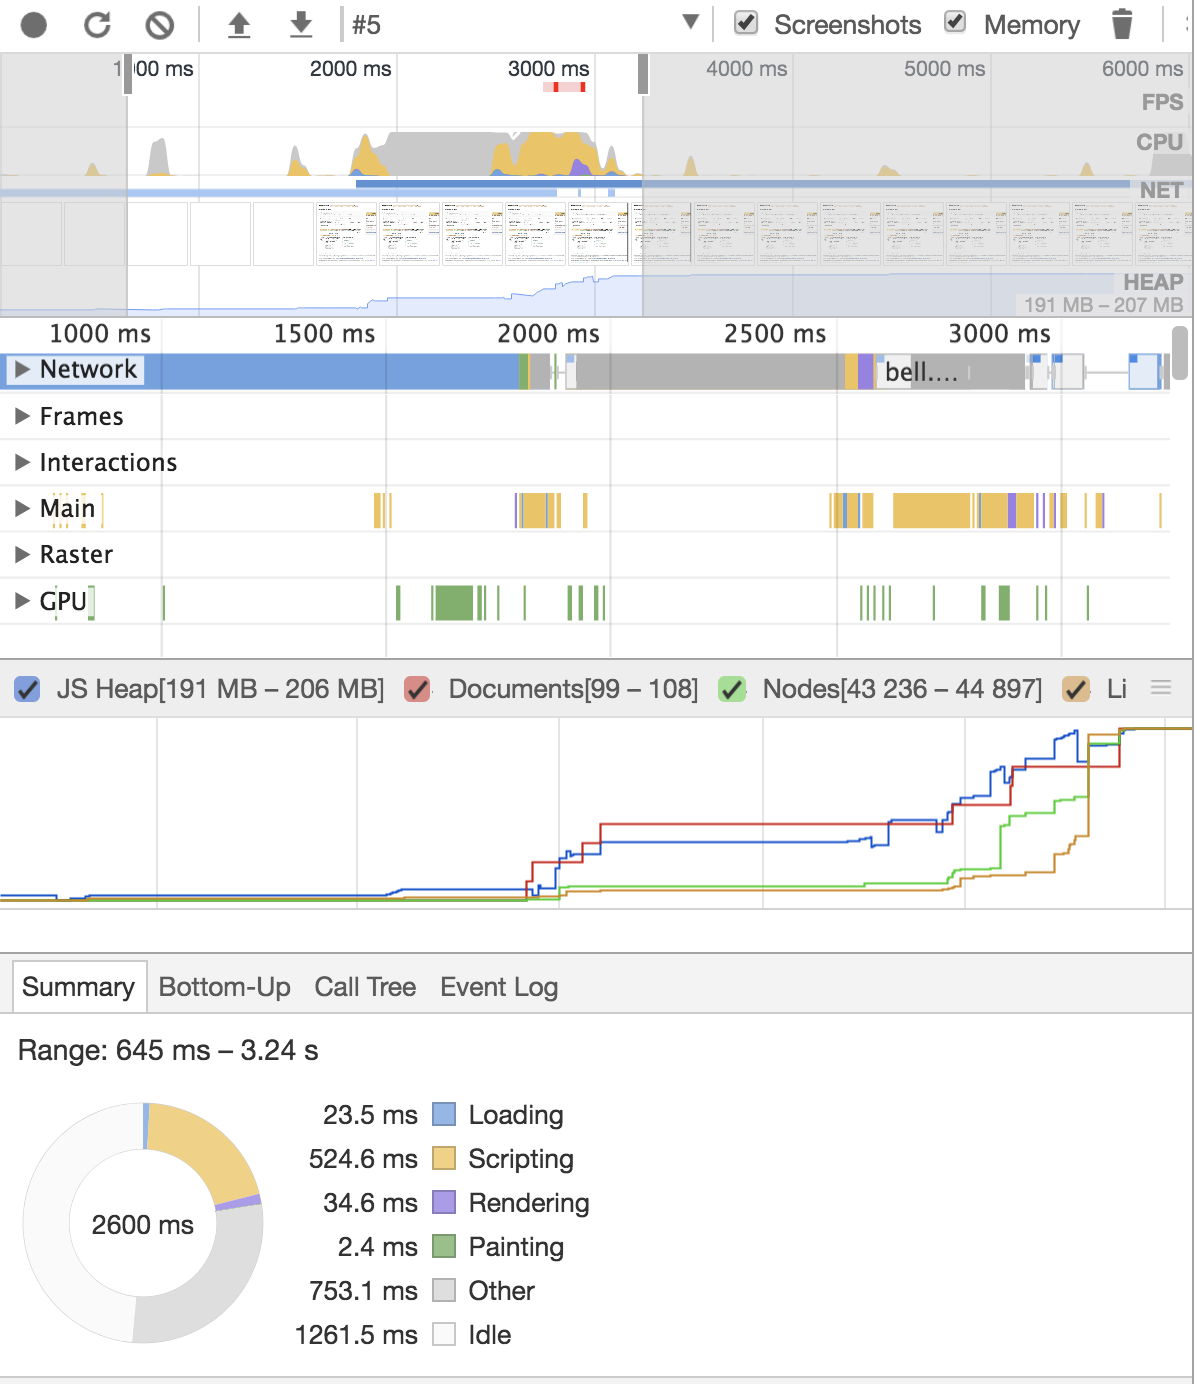 #5 Screenshots Memory
1000 ms 2000 ms 3000 ms 4000 ms 5000 ms 6000 ms
FPS
CPU
NET
HEAP
191 MB – 207 MB
1000 ms 1500 ms 2000 ms 2500 ms 3000 ms
Network bell....
Frames
Interactions
Main
Raster
GPU
JS Heap[191 MB – 206 MB] Documents[99 – 108] Nodes[43 236 – 44 897] Li
Summary Bottom-Up Call Tree Event Log
Range: 645 ms – 3.24 s
23.5 ms Loading
524.6 ms Scripting
34.6 ms Rendering
2600 ms
2.4 ms Painting
753.1 ms Other
1261.5 ms Idle